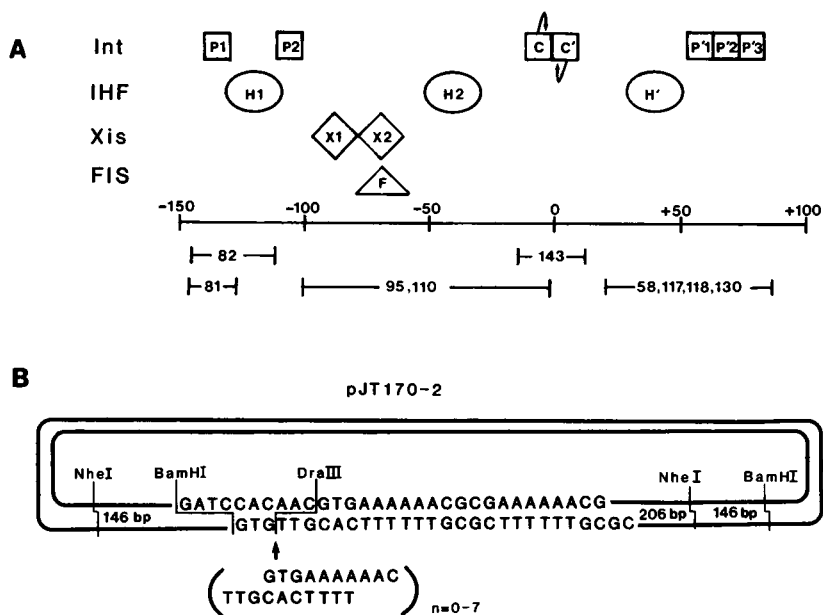 A
Int P1 P2 C C' P'1 P'2 P'3
IHF H1 H2 H'
Xis X1 X2
FIS F
-150 -100 -50 0 +50 +100
82 143
81 95,110 58,117,118,130
B
pJT170-2
NheI BamHI DraIII NheI BamHI
GATCCACAACGTGAAAAAACGCGAAAAAACG
146 bp GTGTTGCACTTTTTTGCGCTTTTTTGCGC 206 bp 146 bp
GTGAAAAAAC
TTGCACTTTT
n=0-7